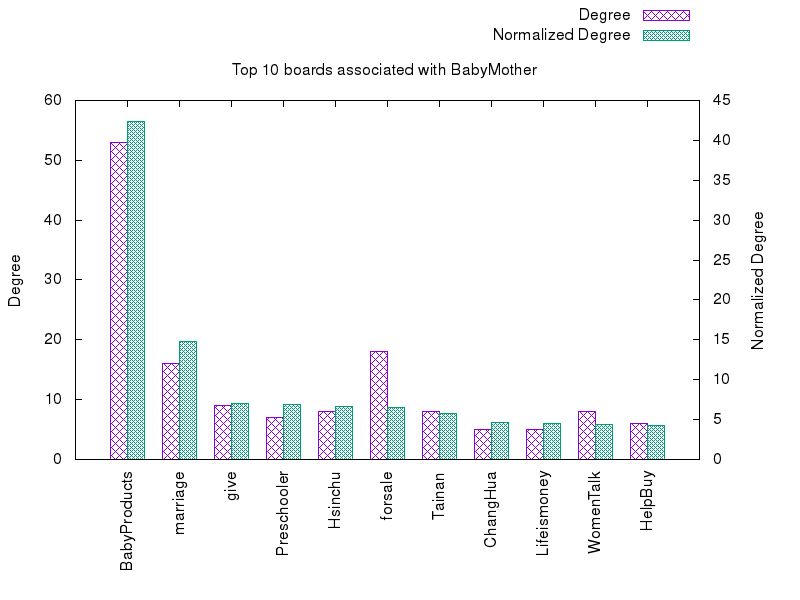 Degree
Normalized Degree
Top 10 boards associated with BabyMother
60
50
40
30
20
10
0
45
40
35
30
25
20
15
10
5
0
Degree
Normalized Degree
BabyProducts
marriage
give
Preschooler
Hsinchu
forsale
Tainan
ChangHua
Lifeismoney
WomenTalk
HelpBuy